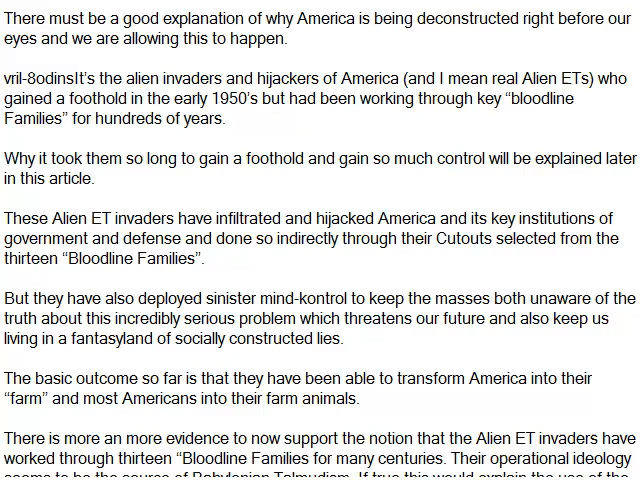 There must be a good explanation of why America is being deconstructed right before our
eyes and we are allowing this to happen.
vril-8odinsIt’s the alien invaders and hijackers of America (and I mean real Alien ETs) who
gained a foothold in the early 1950’s but had been working through key “bloodline
Families” for hundreds of years.
Why it took them so long to gain a foothold and gain so much control will be explained later
in this article.
These Alien ET invaders have infiltrated and hijacked America and its key institutions of
government and defense and done so indirectly through their Cutouts selected from the
thirteen “Bloodline Families”.
But they have also deployed sinister mind-kontrol to keep the masses both unaware of the
truth about this incredibly serious problem which threatens our future and also keep us
living in a fantasyland of socially constructed lies.
The basic outcome so far is that they have been able to transform America into their
“farm” and most Americans into their farm animals.
There is more an more evidence to now support the notion that the Alien ET invaders have
worked through thirteen “Bloodline Families for many centuries. Their operational ideology
seems to be the source of Babylonian Talmudism. If true this would explain the use of the